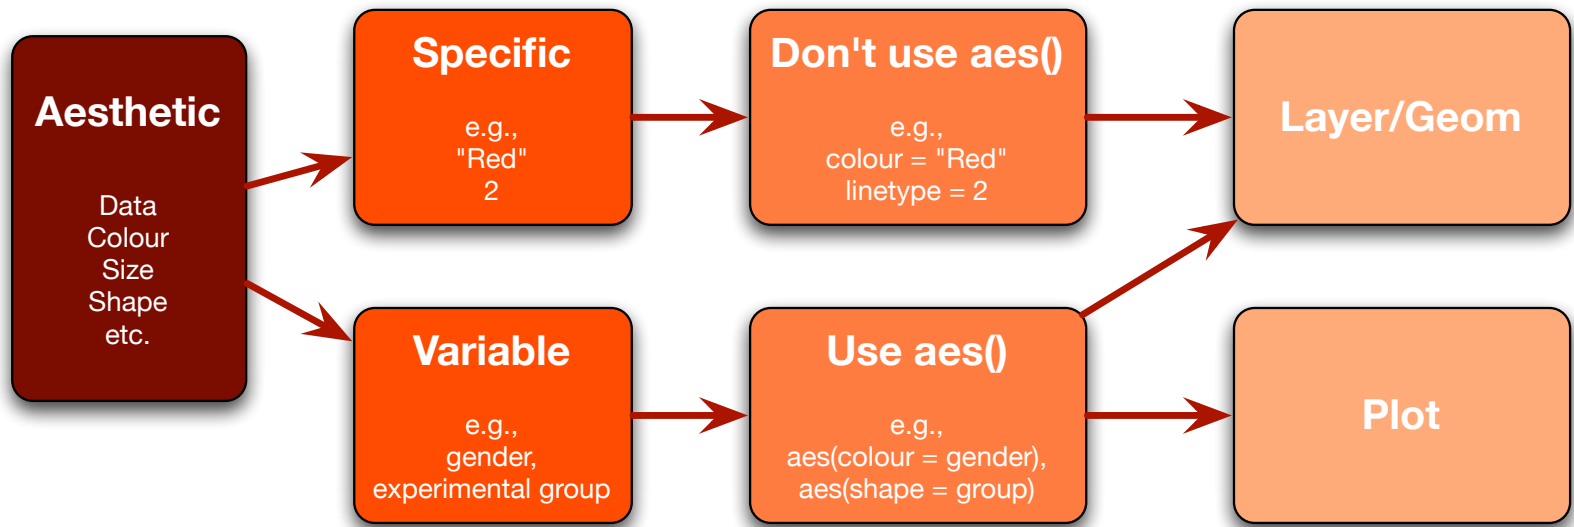 Aesthetic
Data
Colour
Size
Shape
etc.
Specific
e.g.,
"Red"
2
Don't use aes()
e.g.,
colour = "Red"
linetype = 2
Layer/Geom
Variable
e.g.,
gender,
experimental group
Use aes()
e.g.,
aes(colour = gender),
aes(shape = group)
Plot